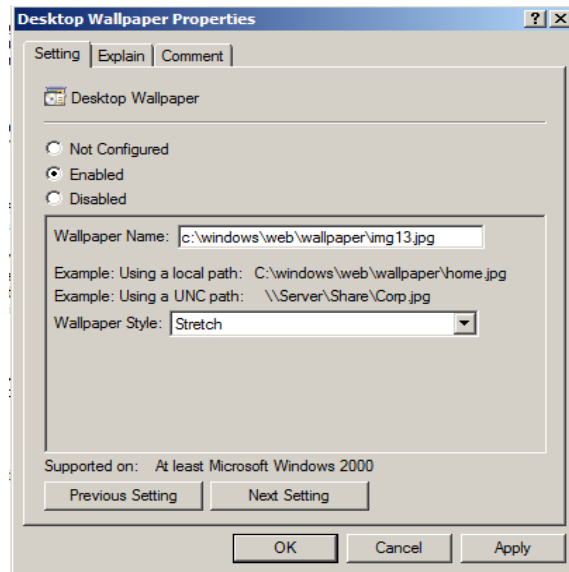 Desktop Wallpaper Properties
Setting Explain Comment
Desktop Wallpaper
Not Configured
Enabled
Disabled
Wallpaper Name: c:\windows\web\wallpaper\img13.jpg
Example: Using a local path: C:\windows\web\wallpaper\home.jpg
Example: Using a UNC path: \\Server\Share\Corp.jpg
Wallpaper Style: Stretch
Supported on: At least Microsoft Windows 2000
Previous Setting Next Setting
OK Cancel Apply